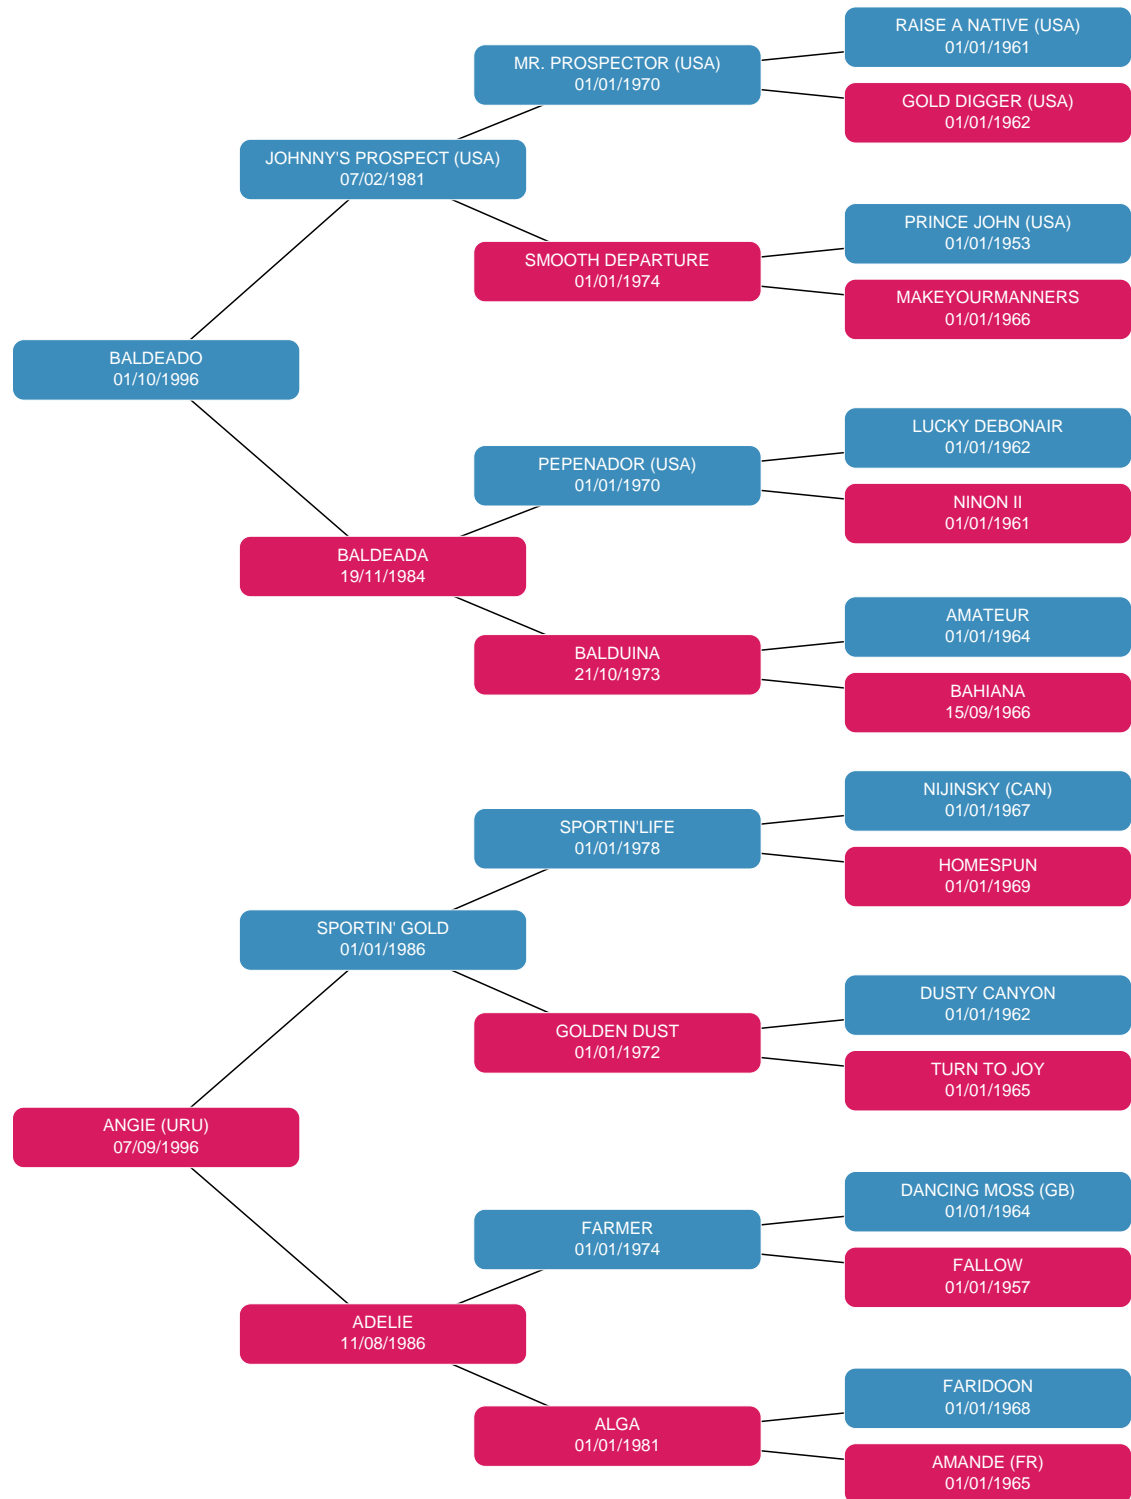 RAISE A NATIVE (USA)
01/01/1961
MR. PROSPECTOR (USA)
01/01/1970
GOLD DIGGER (USA)
01/01/1962
JOHNNY'S PROSPECT (USA)
07/02/1981
PRINCE JOHN (USA)
01/01/1953
SMOOTH DEPARTURE
01/01/1974
MAKEYOURMANNERS
01/01/1966
BALDEADO
01/10/1996
LUCKY DEBONAIR
01/01/1962
PEPENADOR (USA)
01/01/1970
NINON II
01/01/1961
BALDEADA
19/11/1984
AMATEUR
01/01/1964
BALDUINA
21/10/1973
BAHIANA
15/09/1966
NIJINSKY (CAN)
01/01/1967
SPORTIN'LIFE
01/01/1978
HOMESPUN
01/01/1969
SPORTIN' GOLD
01/01/1986
DUSTY CANYON
01/01/1962
GOLDEN DUST
01/01/1972
TURN TO JOY
01/01/1965
ANGIE (URU)
07/09/1996
DANCING MOSS (GB)
01/01/1964
FARMER
01/01/1974
FALLOW
01/01/1957
ADELIE
11/08/1986
FARIDOON
01/01/1968
ALGA
01/01/1981
AMANDE (FR)
01/01/1965